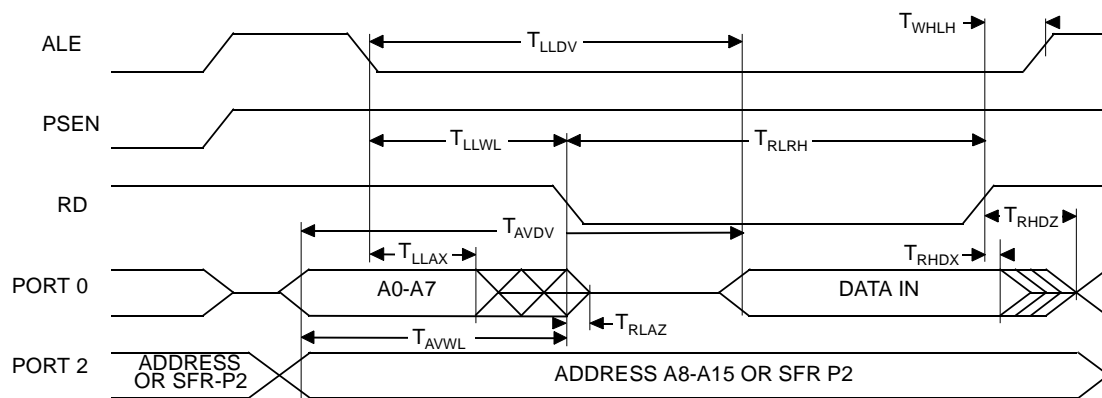 ALE
T_LLDV
T_WHLH
PSEN
T_LLWL
T_RLRH
RD
T_AVDV
T_RHDZ
T_LLAX
T_RHDX
PORT 0
A0-A7
DATA IN
T_RLAZ
T_AVWL
PORT 2
ADDRESS
OR SFR-P2
ADDRESS A8-A15 OR SFR P2